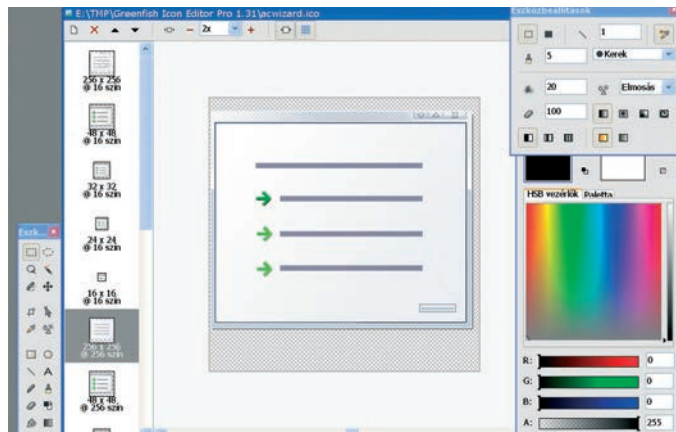 E:\TMP\Greenfish Icon Editor Pro 1.31\acwizard.ico
Eszközbeállítások
2x
1
5
Kerek
20
Elmosás
100
256 x 256
@ 16 szín
48 x 48
@ 16 szín
32 x 32
@ 16 szín
24 x 24
@ 16 szín
16 x 16
@ 16 szín
256 x 256
@ 256 szín
48 x 48
@ 256 szín
Eszk...
HSB vezérlők
Paletta
R:
0
G:
0
B:
0
A:
255